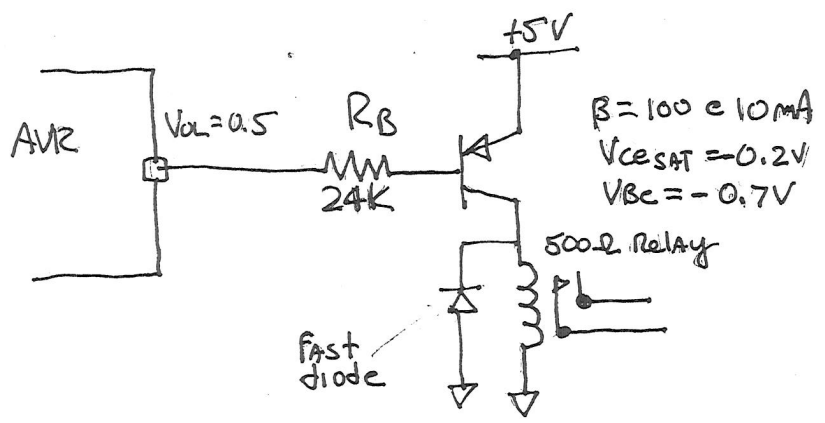 +5V
AVR
VOL=0.5
RB
24K
β=100 @ 10mA
VCESAT=-0.2V
VBE=-0.7V
500Ω Relay
FAST
diode